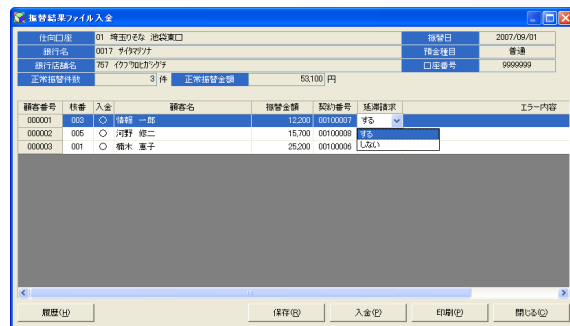 振替結果ファイル入金
仕向口座 01 埼玉りそな 池袋東口 振替日 2007/09/01
銀行名 0017 ｻｲﾀﾏﾘｿﾅ 預金種目 普通
銀行店舗名 757 ｲｹﾌﾞｸﾛﾋｶﾞｼｸﾞﾁ 口座番号 9999999
正常振替件数 3 件 正常振替金額 53,100 円
顧客番号 枝番 入金 顧客名 振替金額 契約番号 延滞請求 エラー内容
000001 003 ○ 情報 一郎 12,200 00100007 する
000002 005 ○ 河野 修二 15,700 00100008 する
しない
000003 001 ○ 楠木 恵子 25,200 00100006
履歴(H) 保存(R) 入金(P) 印刷(P) 閉じる(C)